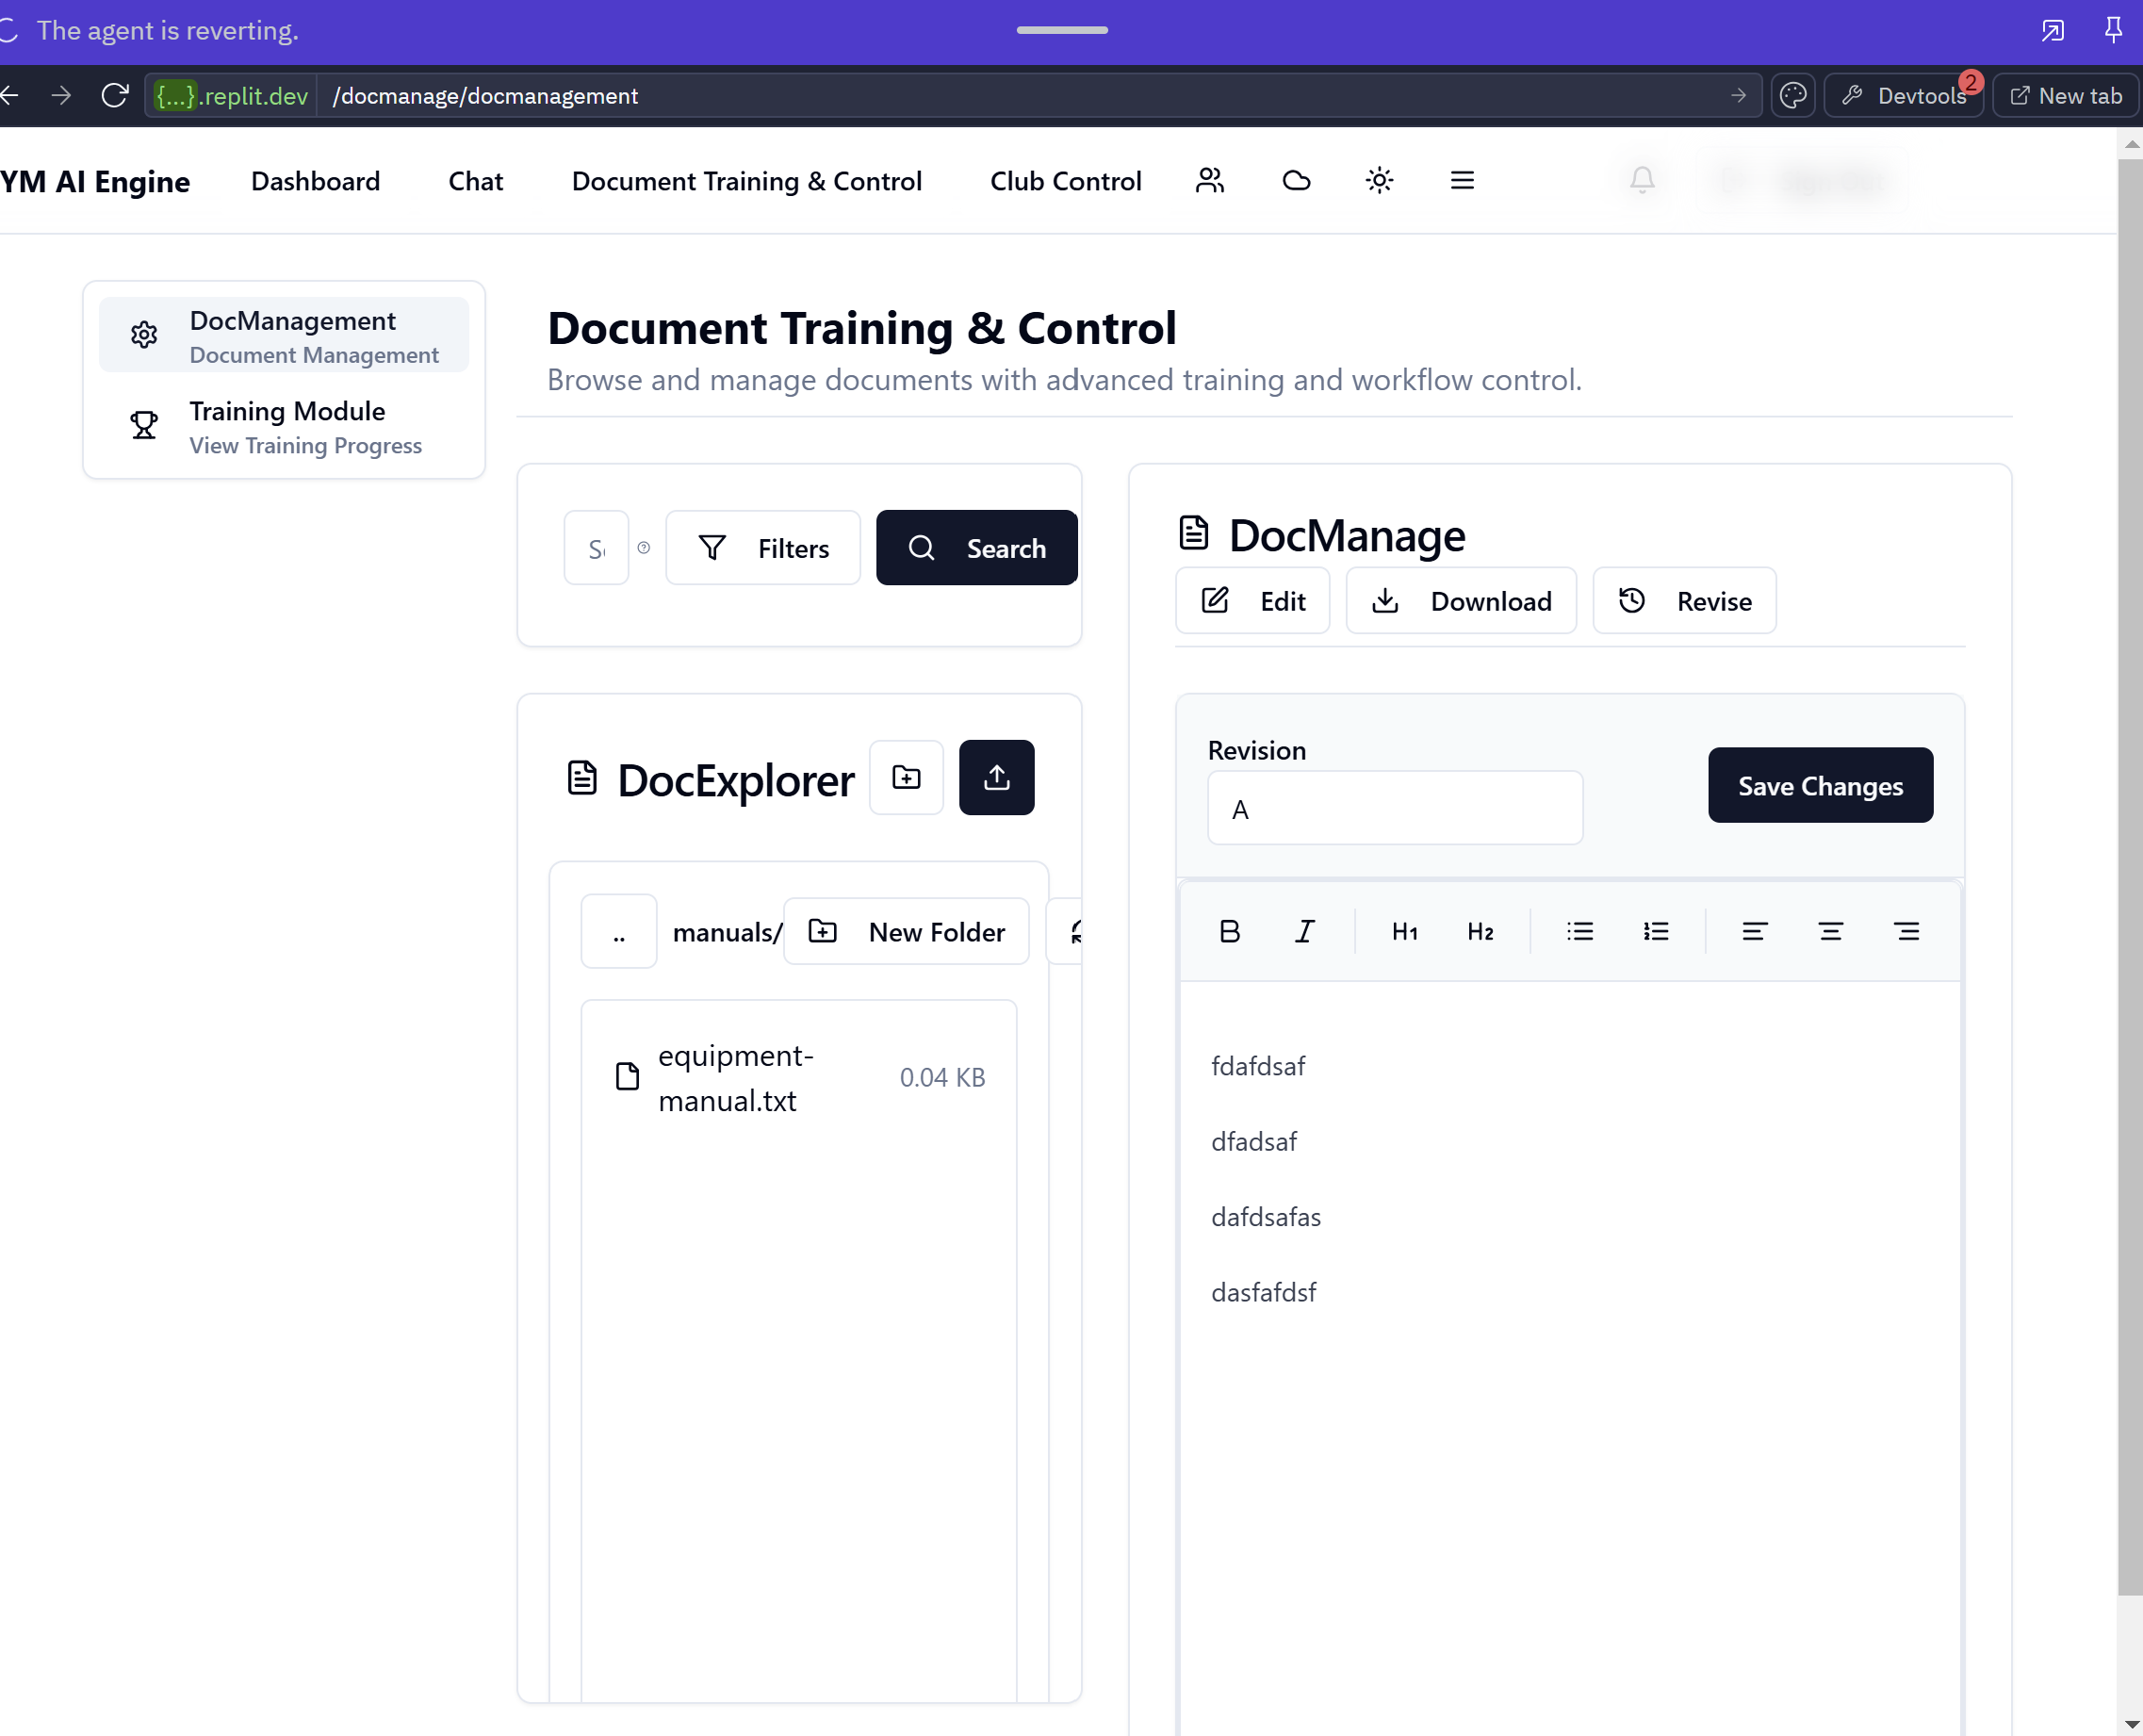 The agent is reverting.
{...}.replit.dev /docmanage/docmanagement Devtools 2 New tab
YM AI Engine Dashboard Chat Document Training & Control Club Control
DocManagement
Document Management
Training Module
View Training Progress
Document Training & Control
Browse and manage documents with advanced training and workflow control.
Filters Search
DocManage
Edit Download Revise
DocExplorer
Revision
A
Save Changes
.. manuals/ New Folder
B I H1 H2
equipment-
manual.txt
0.04 KB
fdafdsaf
dfadsaf
dafdsafas
dasfafdsf